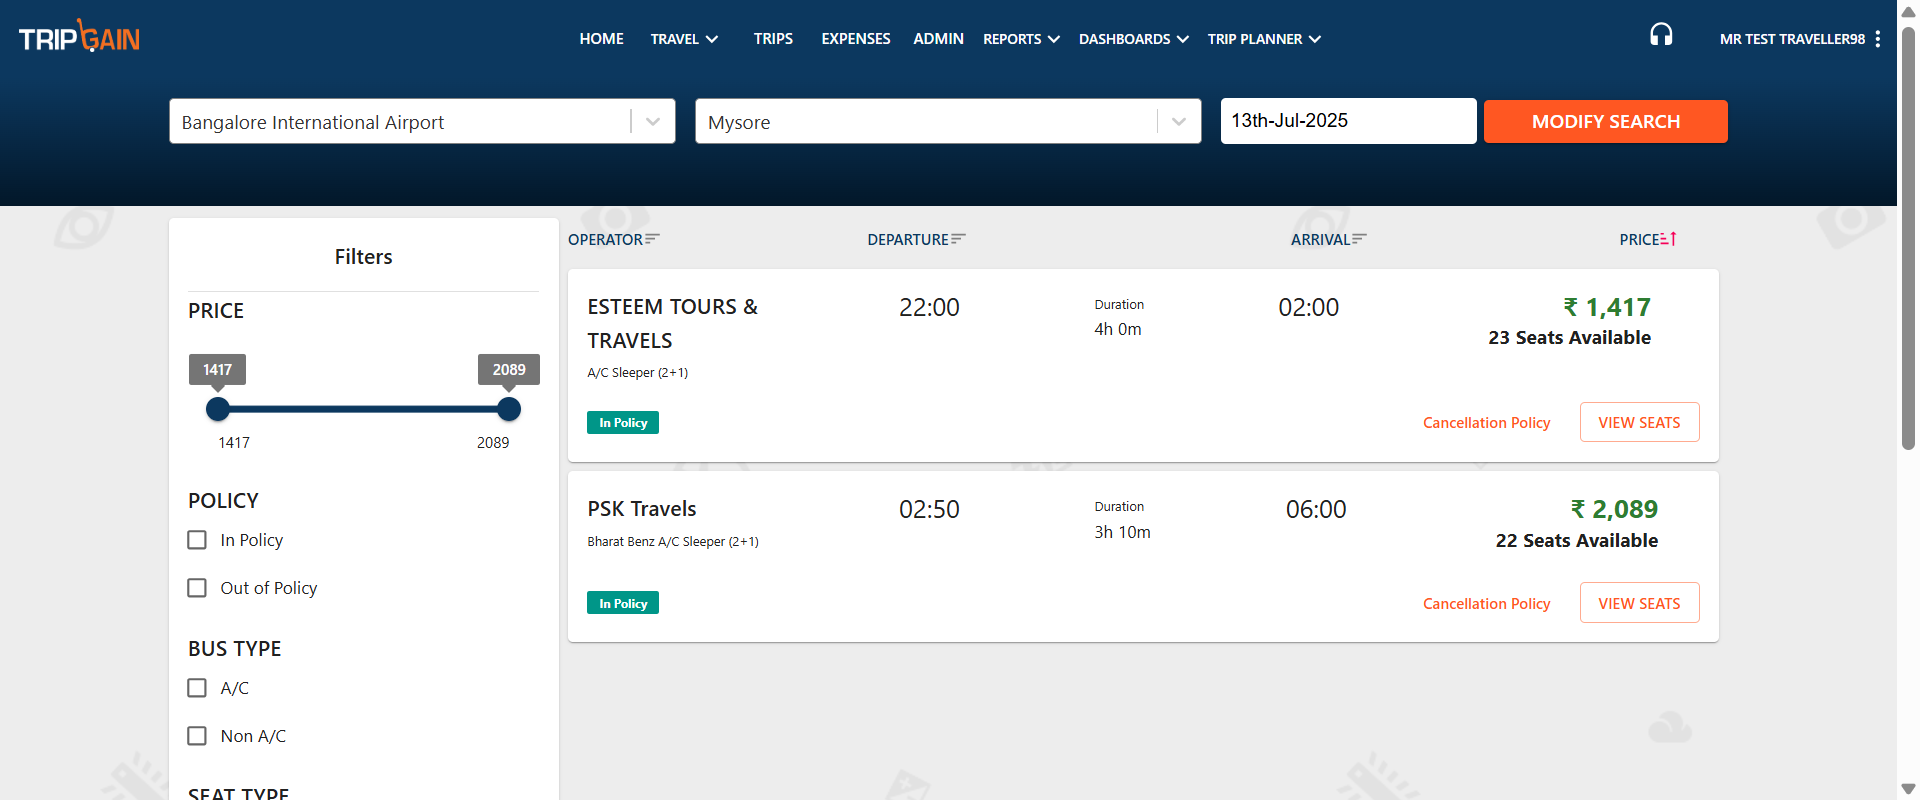 TRIPGAIN
HOME TRAVEL TRIPS EXPENSES ADMIN REPORTS DASHBOARDS TRIP PLANNER MR TEST TRAVELLER98
Bangalore International Airport Mysore 13th-Jul-2025 MODIFY SEARCH
Filters
PRICE
1417 2089
1417 2089
POLICY
In Policy
Out of Policy
BUS TYPE
A/C
Non A/C
SEAT TYPE
OPERATOR DEPARTURE ARRIVAL PRICE
ESTEEM TOURS &
TRAVELS
A/C Sleeper (2+1)
22:00
Duration
4h 0m
02:00
₹ 1,417
23 Seats Available
In Policy
Cancellation Policy VIEW SEATS
PSK Travels
Bharat Benz A/C Sleeper (2+1)
02:50
Duration
3h 10m
06:00
₹ 2,089
22 Seats Available
In Policy
Cancellation Policy VIEW SEATS